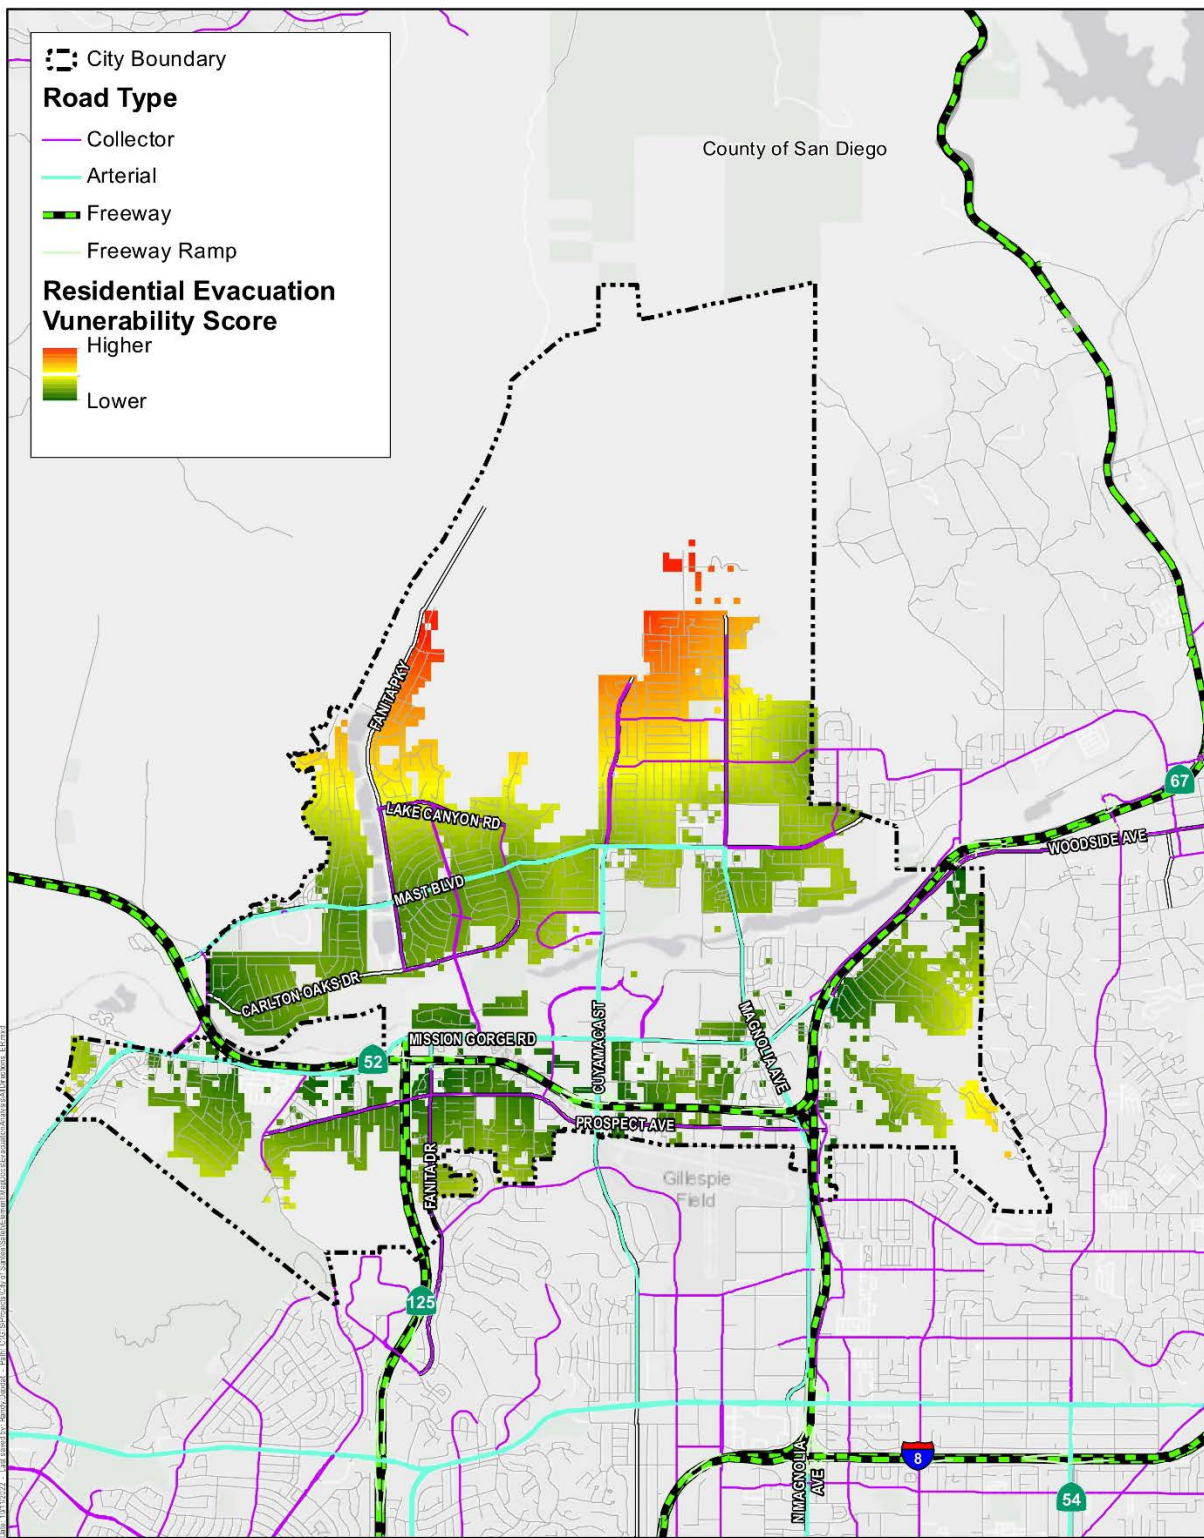 City Boundary
Road Type
Collector
Arterial
Freeway
Freeway Ramp
Residential Evacuation
Vunerability Score
Higher
Lower
County of San Diego
FANITA PKY
LAKE CANYON RD
MAST BLVD
CARLTON OAKS DR
MISSION GORGE RD
52
CUYAMACA ST
MAGNOLIA AVE
67
WOODSIDE AVE
PROSPECT AVE
FANITA DR
Gillespie
Field
125
N MAGNOLIA
AVE
8
54